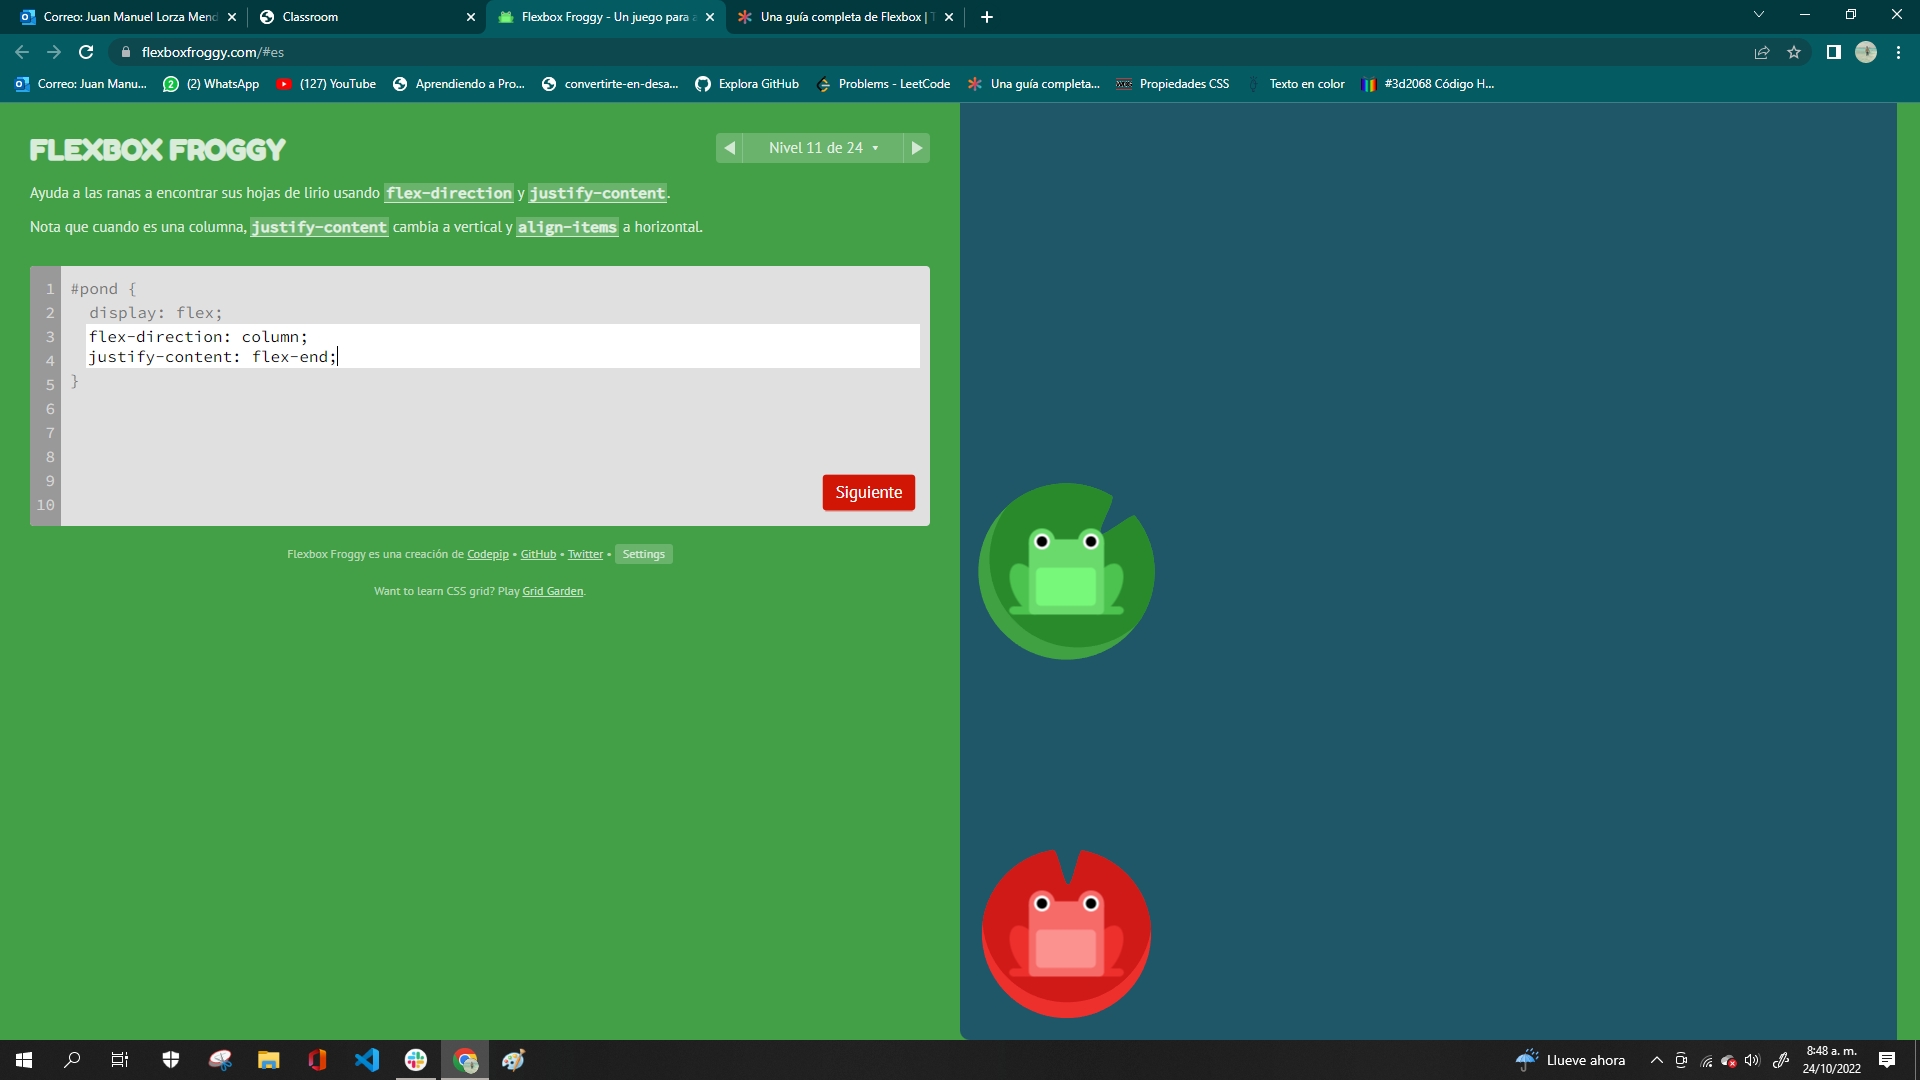 Correo: Juan Manuel Lorza Mend
Classroom
Flexbox Froggy - Un juego para a
Una guía completa de Flexbox |
flexboxfroggy.com/#es
Correo: Juan Manu...
(2) WhatsApp
(127) YouTube
Aprendiendo a Pro...
convertirte-en-desa...
Explora GitHub
Problems - LeetCode
Una guía completa...
Propiedades CSS
Texto en color
#3d2068 Código H...
FLEXBOX FROGGY
Nivel 11 de 24
Ayuda a las ranas a encontrar sus hojas de lirio usando flex-direction y justify-content.
Nota que cuando es una columna, justify-content cambia a vertical y align-items a horizontal.
1 #pond {
2 display: flex;
3 flex-direction: column;
4 justify-content: flex-end;
5 }
6
7
8
9
10
Siguiente
Flexbox Froggy es una creación de Codepip • GitHub • Twitter • Settings
Want to learn CSS grid? Play Grid Garden.
Llueve ahora
8:48 a. m.
24/10/2022